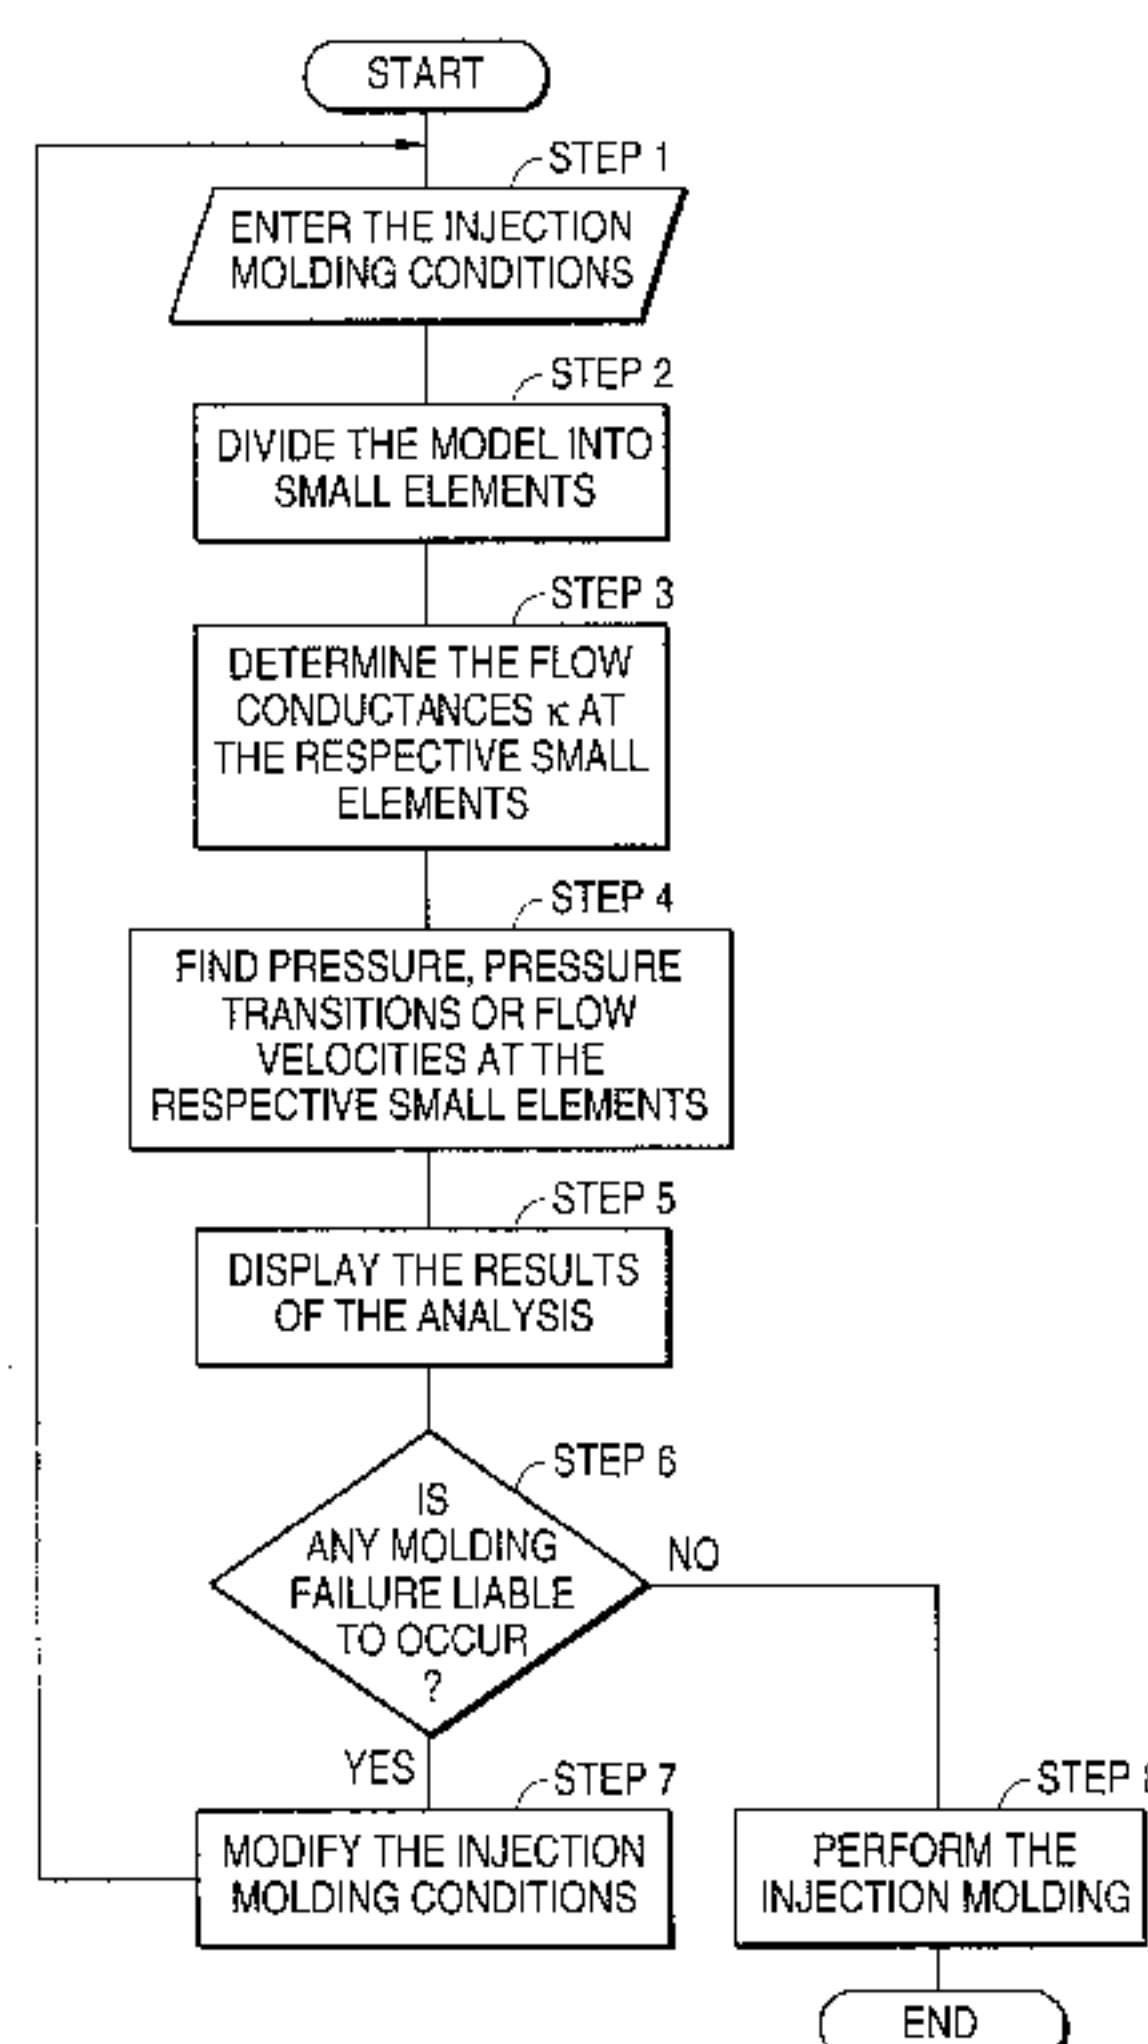 START
STEP 1
ENTER THE INJECTION
MOLDING CONDITIONS
STEP 2
DIVIDE THE MODEL INTO
SMALL ELEMENTS
STEP 3
DETERMINE THE FLOW
CONDUCTANCES κ AT
THE RESPECTIVE SMALL
ELEMENTS
STEP 4
FIND PRESSURE, PRESSURE
TRANSITIONS OR FLOW
VELOCITIES AT THE
RESPECTIVE SMALL ELEMENTS
STEP 5
DISPLAY THE RESULTS
OF THE ANALYSIS
STEP 6
IS
ANY MOLDING
FAILURE LIABLE
TO OCCUR
?
NO
YES
STEP 7
MODIFY THE INJECTION
MOLDING CONDITIONS
STEP
PERFORM THE
INJECTION MOLDING
END